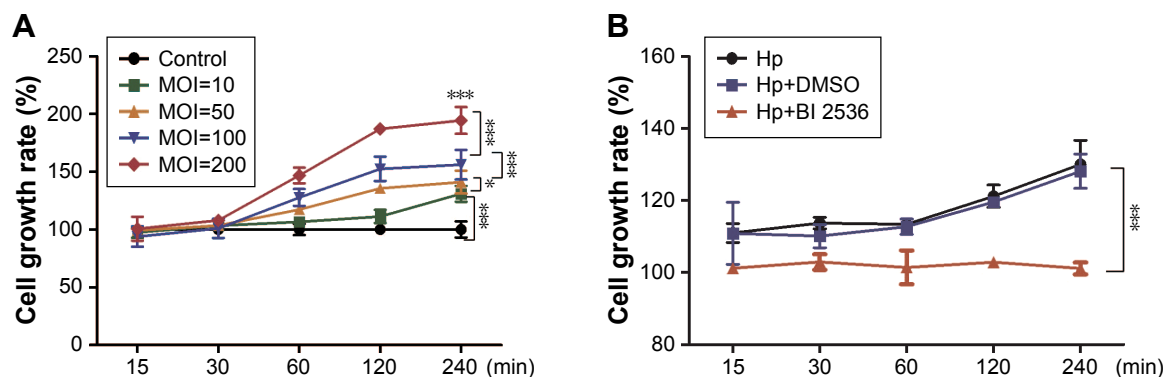 A
Cell growth rate (%)
250
200
150
100
50
0
Control
MOI=10
MOI=50
MOI=100
MOI=200
***
***
***
*
***
15 30 60 120 240 (min)
B
Cell growth rate (%)
160
140
120
100
80
Hp
Hp+DMSO
Hp+BI 2536
***
15 30 60 120 240 (min)